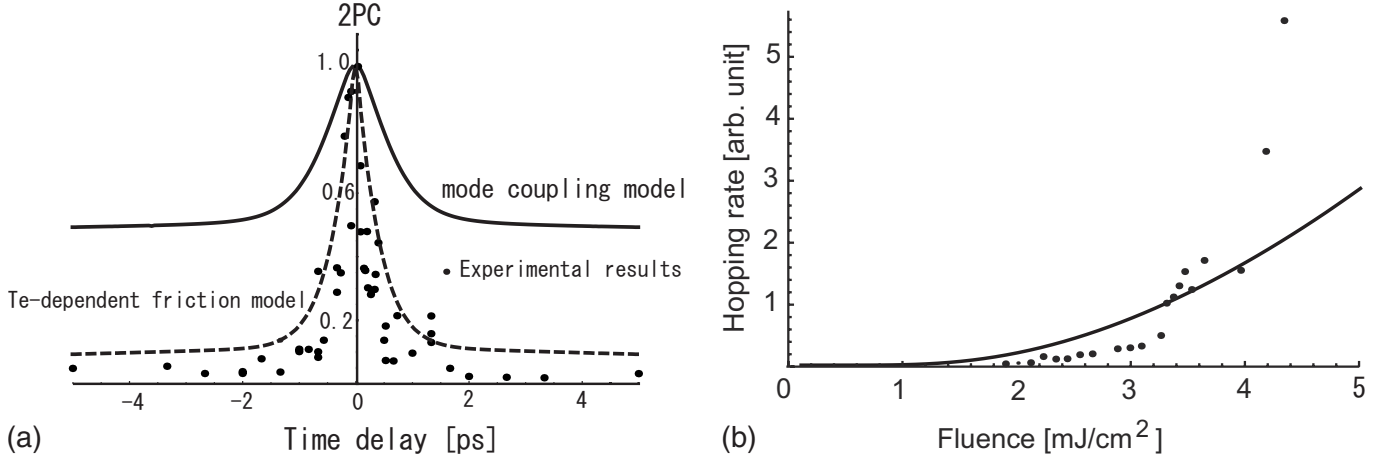 2PC
1.0
0.6
0.2
mode coupling model
Experimental results
Te-dependent friction model
−4
−2
0
2
4
Time delay [ps]
(a)
Hopping rate [arb. unit]
5
4
3
2
1
0
1
2
3
4
5
Fluence [mJ/cm²]
(b)